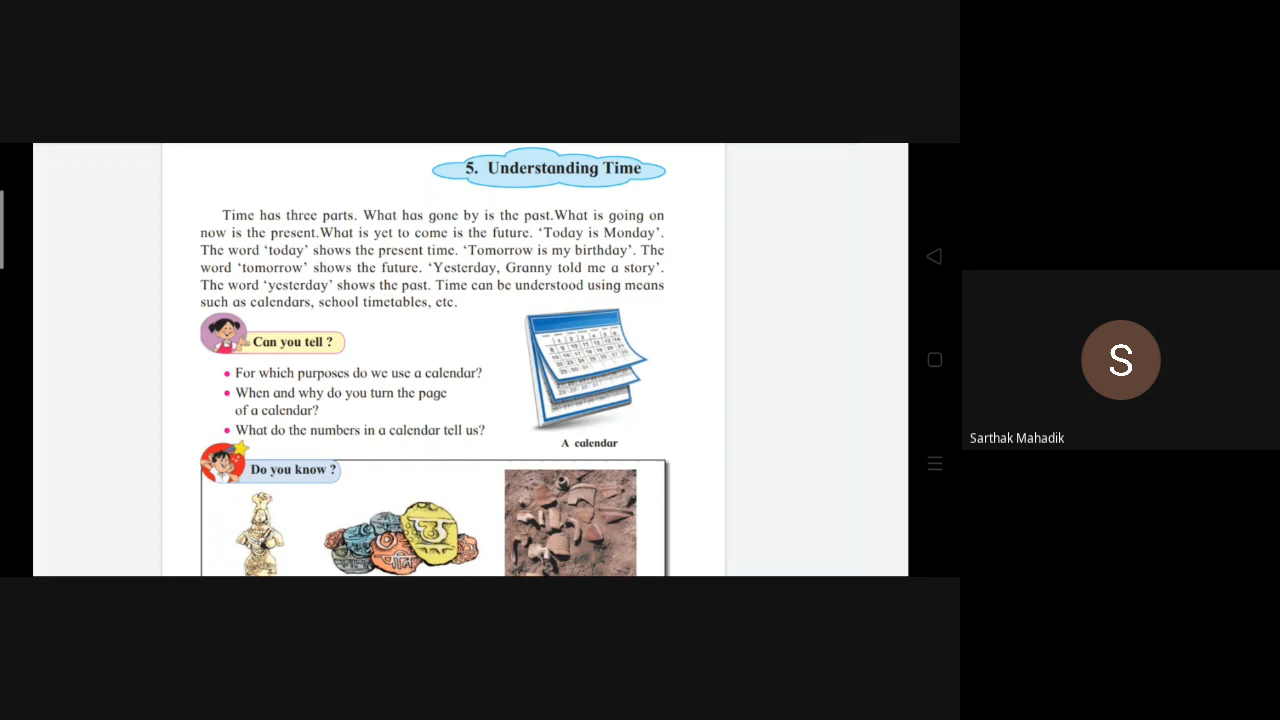 5. Understanding Time
Time has three parts. What has gone by is the past.What is going on
now is the present.What is yet to come is the future. ‘Today is Monday’.
The word ‘today’ shows the present time. ‘Tomorrow is my birthday’. The
word ‘tomorrow’ shows the future. ‘Yesterday, Granny told me a story’.
The word ‘yesterday’ shows the past. Time can be understood using means
such as calendars, school timetables, etc.
Can you tell ?
• For which purposes do we use a calendar?
• When and why do you turn the page
of a calendar?
• What do the numbers in a calendar tell us?
A calendar
Do you know ?
S
Sarthak Mahadik